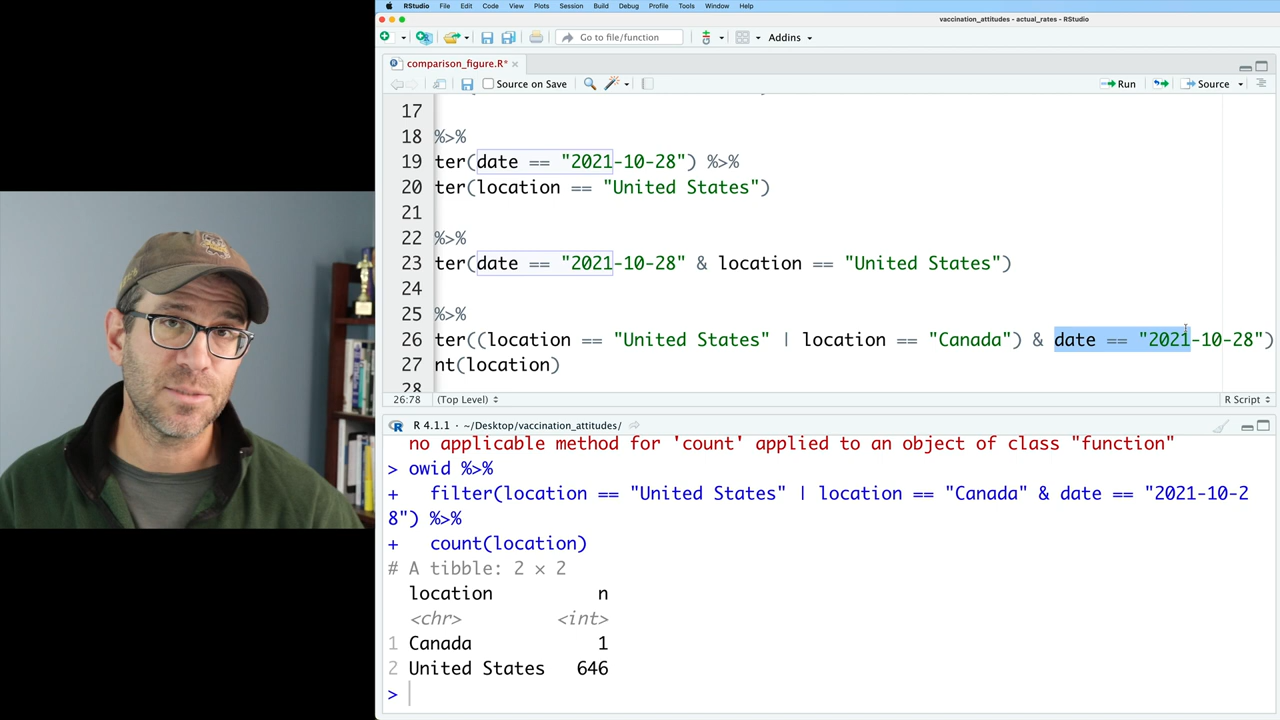 RStudio File Edit Code View Plots Session Build Debug Profile Tools Window Help
vaccination_attitudes - actual_rates - RStudio
Go to file/function
Addins
comparison_figure.R*
Source on Save
Run
Source
17
18 %>%
19 ter(date == "2021-10-28") %>%
20 ter(location == "United States")
21
22 %>%
23 ter(date == "2021-10-28" & location == "United States")
24
25 %>%
26 ter((location == "United States" | location == "Canada") & date == "2021-10-28")
27 nt(location)
28
26:78 (Top Level) R Script
R 4.1.1 · ~/Desktop/vaccination_attitudes/
no applicable method for 'count' applied to an object of class "function"
> owid %>%
+ filter(location == "United States" | location == "Canada" & date == "2021-10-2
8") %>%
+ count(location)
# A tibble: 2 × 2
location n
<chr> <int>
1 Canada 1
2 United States 646
>